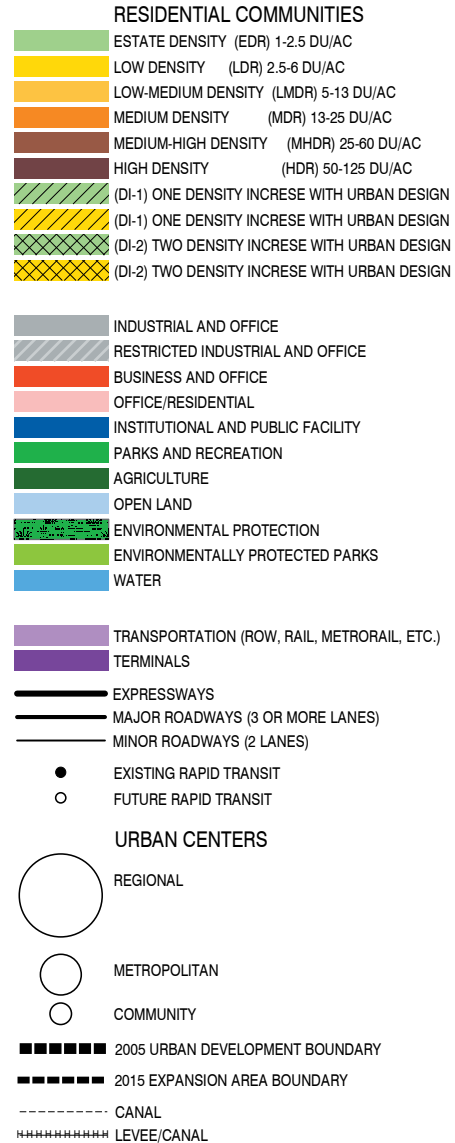 RESIDENTIAL COMMUNITIES
ESTATE DENSITY (EDR) 1-2.5 DU/AC
LOW DENSITY (LDR) 2.5-6 DU/AC
LOW-MEDIUM DENSITY (LMDR) 5-13 DU/AC
MEDIUM DENSITY (MDR) 13-25 DU/AC
MEDIUM-HIGH DENSITY (MHDR) 25-60 DU/AC
HIGH DENSITY (HDR) 50-125 DU/AC
(DI-1) ONE DENSITY INCRESE WITH URBAN DESIGN
(DI-1) ONE DENSITY INCRESE WITH URBAN DESIGN
(DI-2) TWO DENSITY INCRESE WITH URBAN DESIGN
(DI-2) TWO DENSITY INCRESE WITH URBAN DESIGN
INDUSTRIAL AND OFFICE
RESTRICTED INDUSTRIAL AND OFFICE
BUSINESS AND OFFICE
OFFICE/RESIDENTIAL
INSTITUTIONAL AND PUBLIC FACILITY
PARKS AND RECREATION
AGRICULTURE
OPEN LAND
ENVIRONMENTAL PROTECTION
ENVIRONMENTALLY PROTECTED PARKS
WATER
TRANSPORTATION (ROW, RAIL, METRORAIL, ETC.)
TERMINALS
EXPRESSWAYS
MAJOR ROADWAYS (3 OR MORE LANES)
MINOR ROADWAYS (2 LANES)
EXISTING RAPID TRANSIT
FUTURE RAPID TRANSIT
URBAN CENTERS
REGIONAL
METROPOLITAN
COMMUNITY
2005 URBAN DEVELOPMENT BOUNDARY
2015 EXPANSION AREA BOUNDARY
CANAL
LEVEE/CANAL